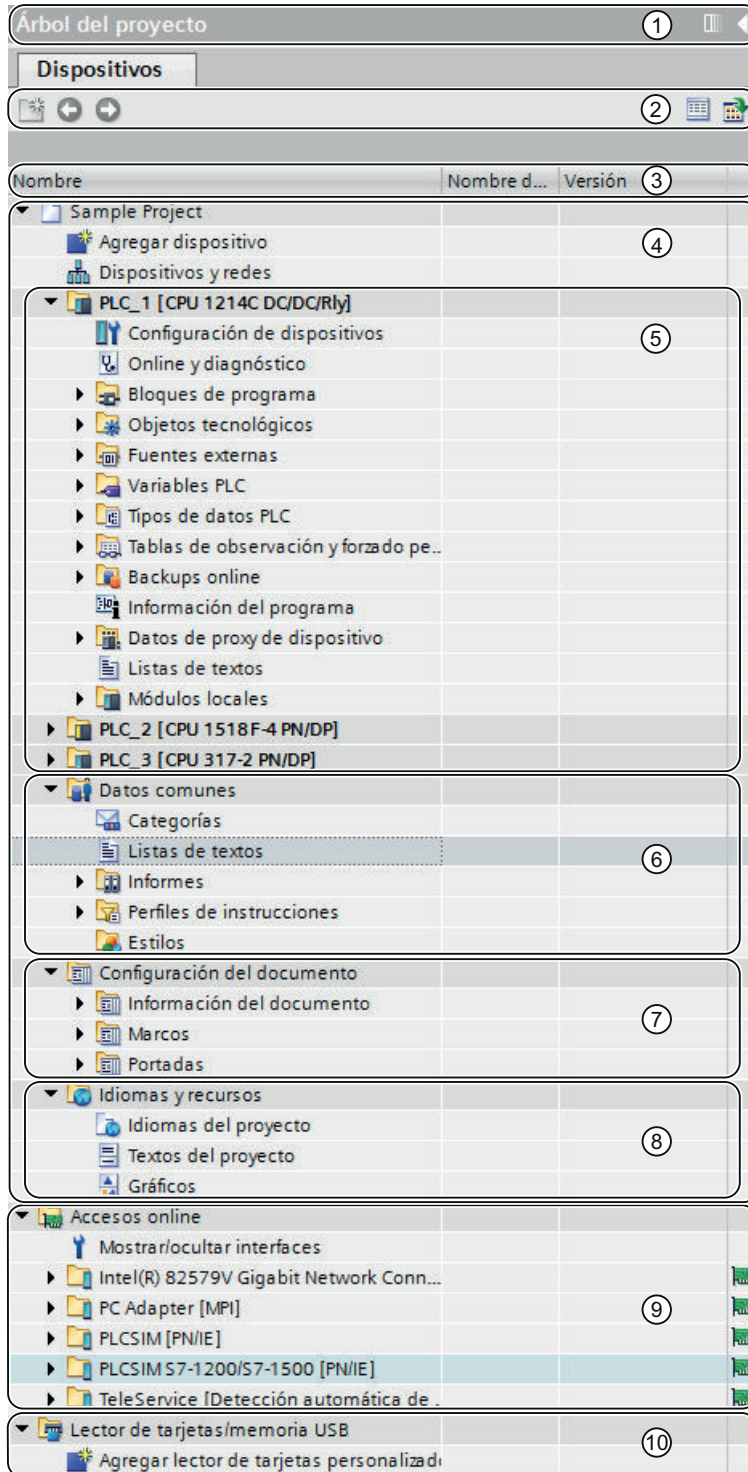 Árbol del proyecto 1
Dispositivos
2
Nombre Nombre d... Versión 3
Sample Project
Agregar dispositivo 4
Dispositivos y redes
PLC_1 [CPU 1214C DC/DC/Rly]
Configuración de dispositivos 5
Online y diagnóstico
Bloques de programa
Objetos tecnológicos
Fuentes externas
Variables PLC
Tipos de datos PLC
Tablas de observación y forzado pe..
Backups online
Información del programa
Datos de proxy de dispositivo
Listas de textos
Módulos locales
PLC_2 [CPU 1518F-4 PN/DP]
PLC_3 [CPU 317-2 PN/DP]
Datos comunes
Categorías
Listas de textos 6
Informes
Perfiles de instrucciones
Estilos
Configuración del documento
Información del documento 7
Marcos
Portadas
Idiomas y recursos
Idiomas del proyecto 8
Textos del proyecto
Gráficos
Accesos online
Mostrar/ocultar interfaces
Intel(R) 82579V Gigabit Network Conn...
PC Adapter [MPI] 9
PLCSIM [PN/IE]
PLCSIM S7-1200/S7-1500 [PN/IE]
TeleService [Detección automática de .
Lector de tarjetas/memoria USB 10
Agregar lector de tarjetas personalizad